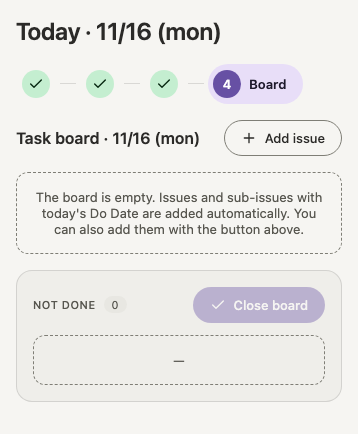 Today · 11/16 (mon)
4 Board
Task board · 11/16 (mon)
+ Add issue
The board is empty. Issues and sub-issues with
today's Do Date are added automatically. You
can also add them with the button above.
NOT DONE 0
Close board
—